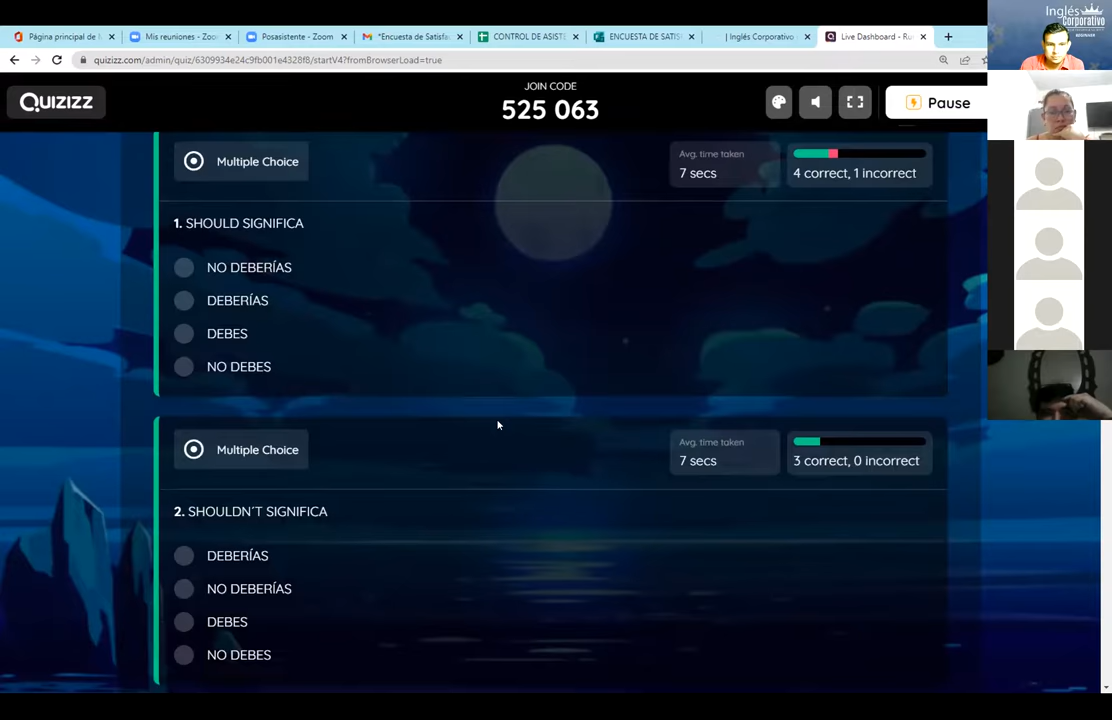 Página principal de l
Mis reuniones - Zoo
Posasistente - Zoom
*Encuesta de Satisfa
CONTROL DE ASIST
ENCUESTA DE SATIS
| Inglés Corporativo
Live Dashboard - Ru
quizizz.com/admin/quiz/6309934e24c9fb001e4328f8/startV4?fromBrowserLoad=true
Inglés
Corporativo
QUIZIZZ
JOIN CODE
525 063
Pause
Multiple Choice
Avg. time taken
7 secs
4 correct, 1 incorrect
1. SHOULD SIGNIFICA
NO DEBERÍAS
DEBERÍAS
DEBES
NO DEBES
Multiple Choice
Avg. time taken
7 secs
3 correct, 0 incorrect
2. SHOULDN´T SIGNIFICA
DEBERÍAS
NO DEBERÍAS
DEBES
NO DEBES